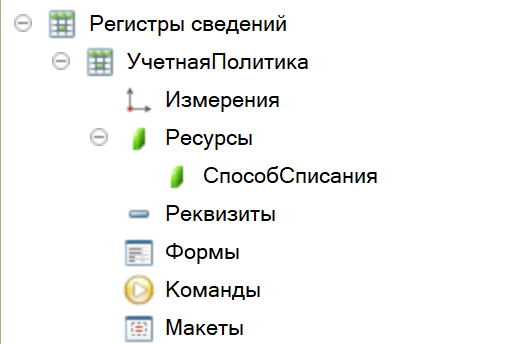 Регистры сведений
УчетнаяПолитика
Измерения
Ресурсы
СпособСписания
Реквизиты
Формы
Команды
Макеты